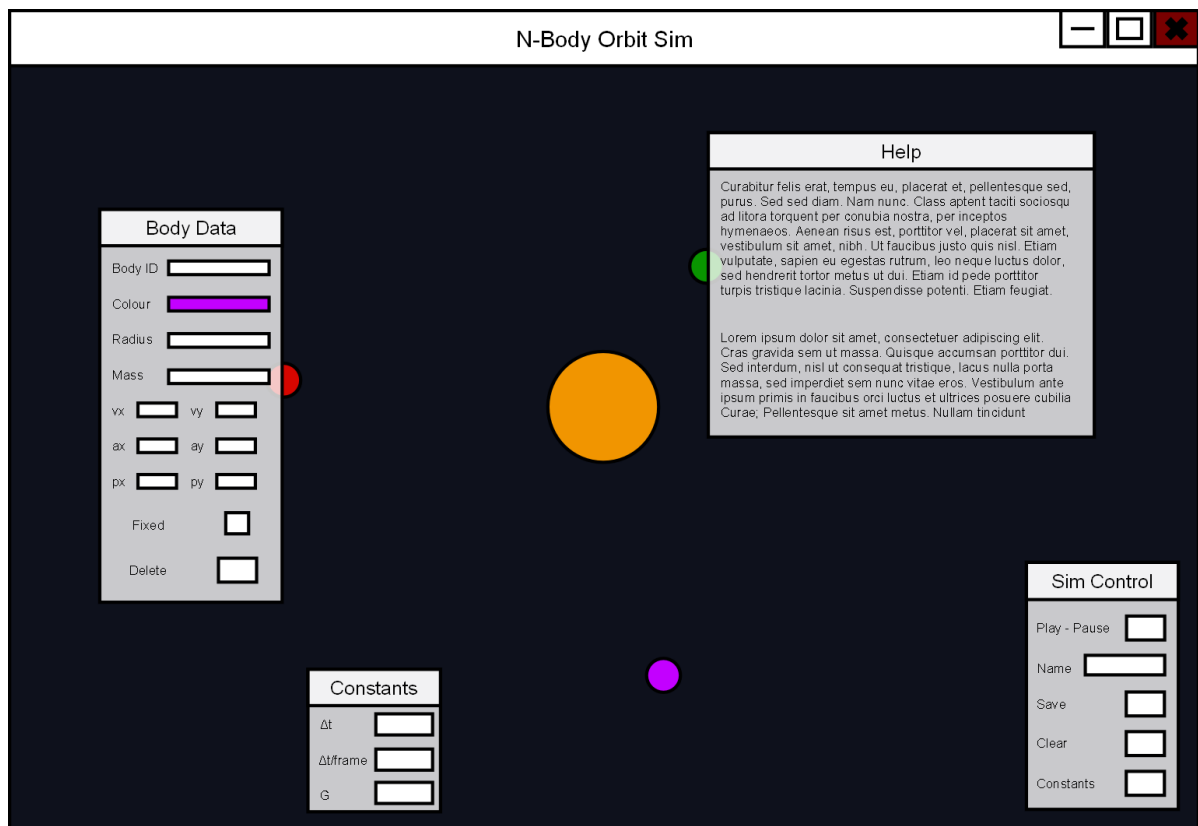 N-Body Orbit Sim
Help
Curabitur felis erat, tempus eu, placerat et, pellentesque sed,
purus. Sed sed diam. Nam nunc. Class aptent taciti sociosqu
ad litora torquent per conubia nostra, per inceptos
hymenaeos. Aenean risus est, porttitor vel, placerat sit amet,
vestibulum sit amet, nibh. Ut faucibus justo quis nisl. Etiam
vulputate, sapien eu egestas rutrum, leo neque luctus dolor,
sed hendrerit tortor metus ut dui. Etiam id pede porttitor
turpis tristique lacinia. Suspendisse potenti. Etiam feugiat.
Lorem ipsum dolor sit amet, consectetuer adipiscing elit.
Cras gravida sem ut massa. Quisque accumsan porttitor dui.
Sed interdum, nisl ut consequat tristique, lacus nulla porta
massa, sed imperdiet sem nunc vitae eros. Vestibulum ante
ipsum primis in faucibus orci luctus et ultrices posuere cubilia
Curae; Pellentesque sit amet metus. Nullam tincidunt
Body Data
Body ID
Colour
Radius
Mass
vx vy
ax ay
px py
Fixed
Delete
Constants
Δt
Δt/frame
G
Sim Control
Play - Pause
Name
Save
Clear
Constants